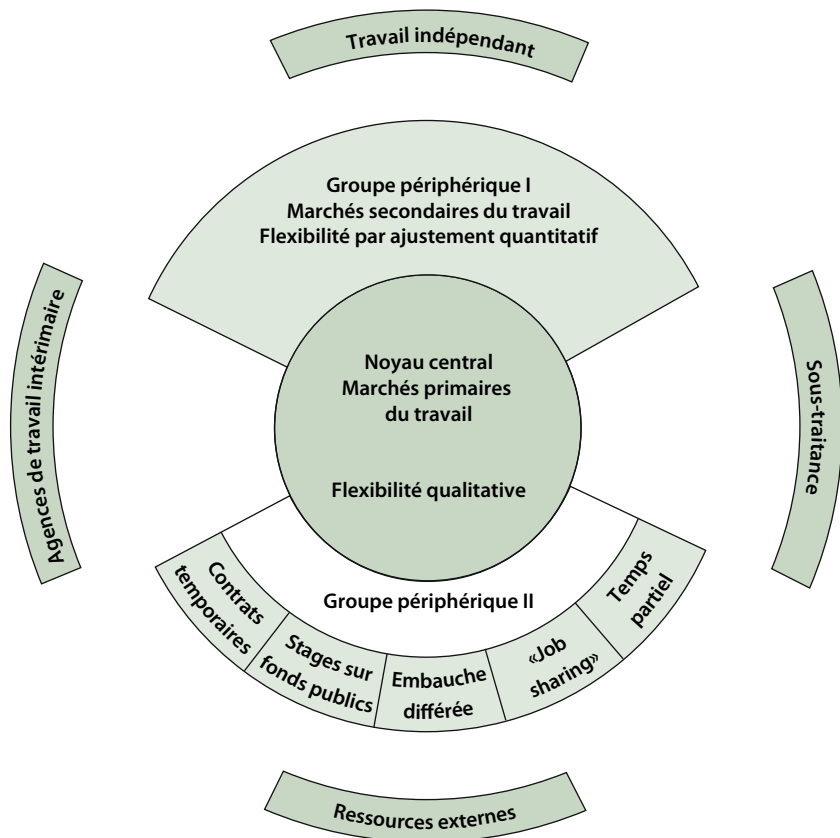 Travail indépendant
Groupe périphérique I
Marchés secondaires du travail
Flexibilité par ajustement quantitatif
Agences de travail intérimaire
Noyau central
Marchés primaires
du travail
Flexibilité qualitative
Sous-traitance
Groupe périphérique II
Contrats
temporaires
Stages sur
fonds publics
Embauche
différée
«Job
sharing»
Temps
partiel
Ressources externes